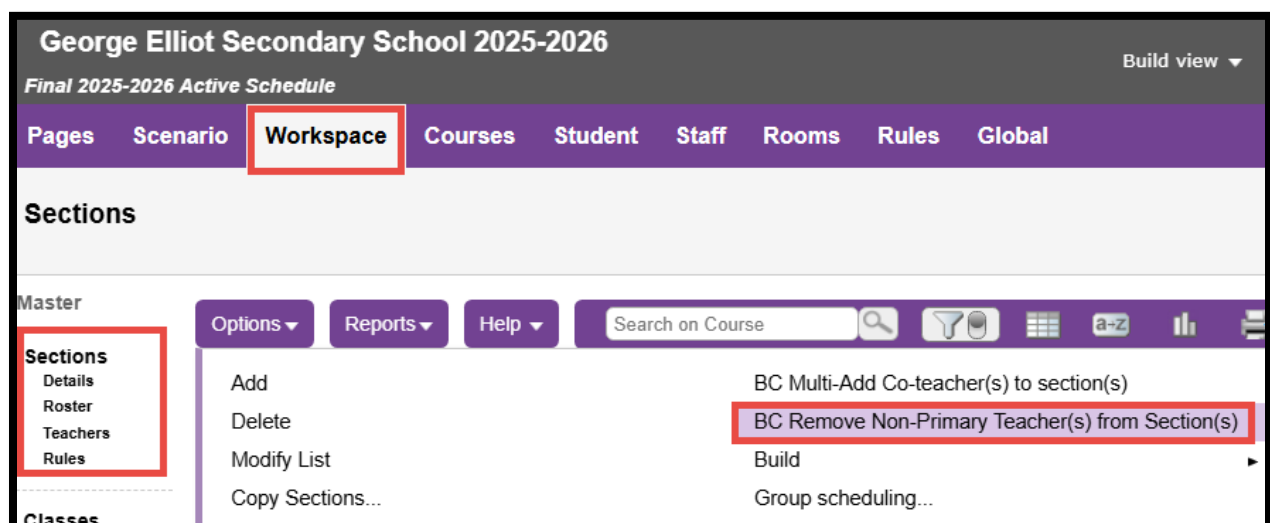 George Elliot Secondary School 2025-2026
Build view
Final 2025-2026 Active Schedule
Pages Scenario Workspace Courses Student Staff Rooms Rules Global
Sections
Master
Options Reports Help Search on Course a-z
Sections
Details
Roster
Teachers
Rules
Classes
Add
Delete
Modify List
Copy Sections...
BC Multi-Add Co-teacher(s) to section(s)
BC Remove Non-Primary Teacher(s) from Section(s)
Build
Group scheduling...